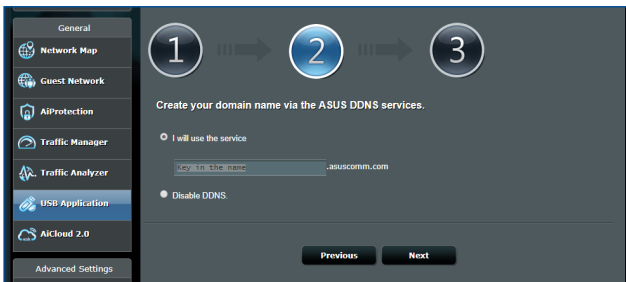 General
Network Map
Guest Network
AiProtection
Traffic Manager
Traffic Analyzer
USB Application
AiCloud 2.0
Advanced Settings
1 2 3
Create your domain name via the ASUS DDNS services.
I will use the service
Key in the name .asuscomm.com
Disable DDNS.
Previous Next